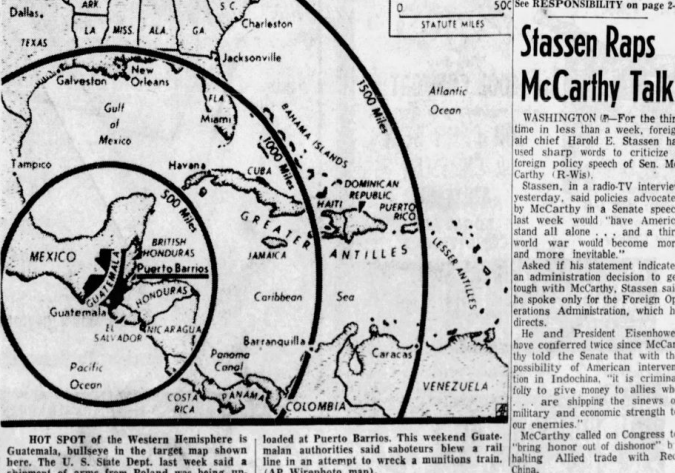 Dallas.
ARK.
TEXAS
LA
MISS.
ALA.
GA.
S.C.
Charleston
Jacksonville
0 500
STATUTE MILES
Galveston
New
Orleans
FLA
Miami
Gulf
of
Mexico
Atlantic
Ocean
1500 Miles
BAHAMA ISLANDS
1000 Miles
Tampico
Havana
CUBA
DOMINICAN
REPUBLIC
HAITI
PUERTO
RICO
500 Miles
GREATER
ANTILLES
JAMAICA
LESSER ANTILLES
MEXICO
BRITISH
HONDURAS
GUATEMALA
Puerto Barrios
HONDURAS
Guatemala
EL
SALVADOR
NICARAGUA
Caribbean
Sea
Barranquilla
Caracas
Pacific
Ocean
Panama
Canal
COSTA
RICA
PANAMA
COLOMBIA
VENEZUELA
HOT SPOT of the Western Hemisphere is
Guatemala, bullseye in the target map shown
here. The U. S. State Dept. last week said a
shipment of arms from Poland was being un-
loaded at Puerto Barrios. This weekend Guate-
malan authorities said saboteurs blew a rail
line in an attempt to wreck a munitions train.
(AP Wirephoto map)
See RESPONSIBILITY on page 2-
Stassen Raps
McCarthy Talk
WASHINGTON (P—For the thir
time in less than a week, foreig
aid chief Harold E. Stassen ha
used sharp words to criticize
foreign policy speech of Sen. Mc
Carthy (R-Wis).
Stassen, in a radio-TV intervie
yesterday, said policies advocate
by McCarthy in a Senate speec
last week would "have Americ
stand all alone . . . and a thir
world war would become mor
and more inevitable."
Asked if his statement indicate
an administration decision to ge
tough with McCarthy, Stassen sai
he spoke only for the Foreign Op
erations Administration, which h
directs.
He and President Eisenhowe
have conferred twice since McCar
thy told the Senate that with th
possibility of American interven
tion in Indochina, "it is crimina
folly to give money to allies wh
. . . are shipping the sinews o
military and economic strength t
our enemies."
McCarthy called on Congress t
"bring honor out of dishonor" b
halting Allied trade with Red
China.